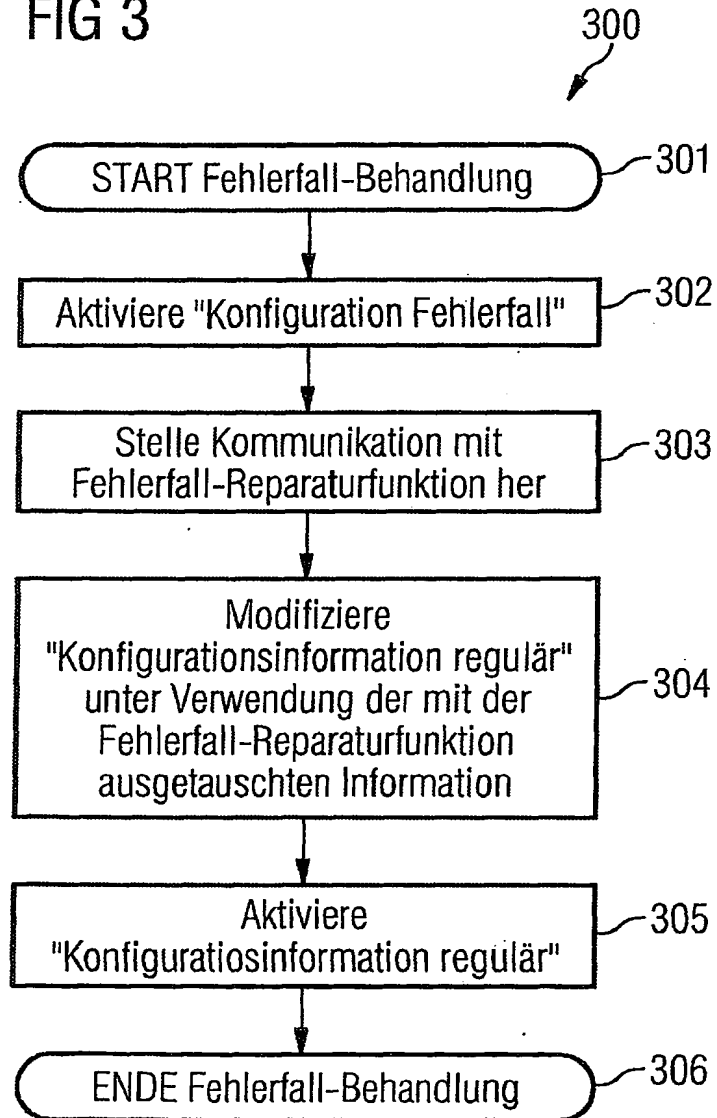 FIG 3
300
START Fehlerfall-Behandlung
301
Aktiviere "Konfiguration Fehlerfall"
302
Stelle Kommunikation mit
Fehlerfall-Reparaturfunktion her
303
Modifiziere
"Konfigurationsinformation regulär"
unter Verwendung der mit der
Fehlerfall-Reparaturfunktion
ausgetauschten Information
304
Aktiviere
"Konfiguratiosinformation regulär"
305
ENDE Fehlerfall-Behandlung
306